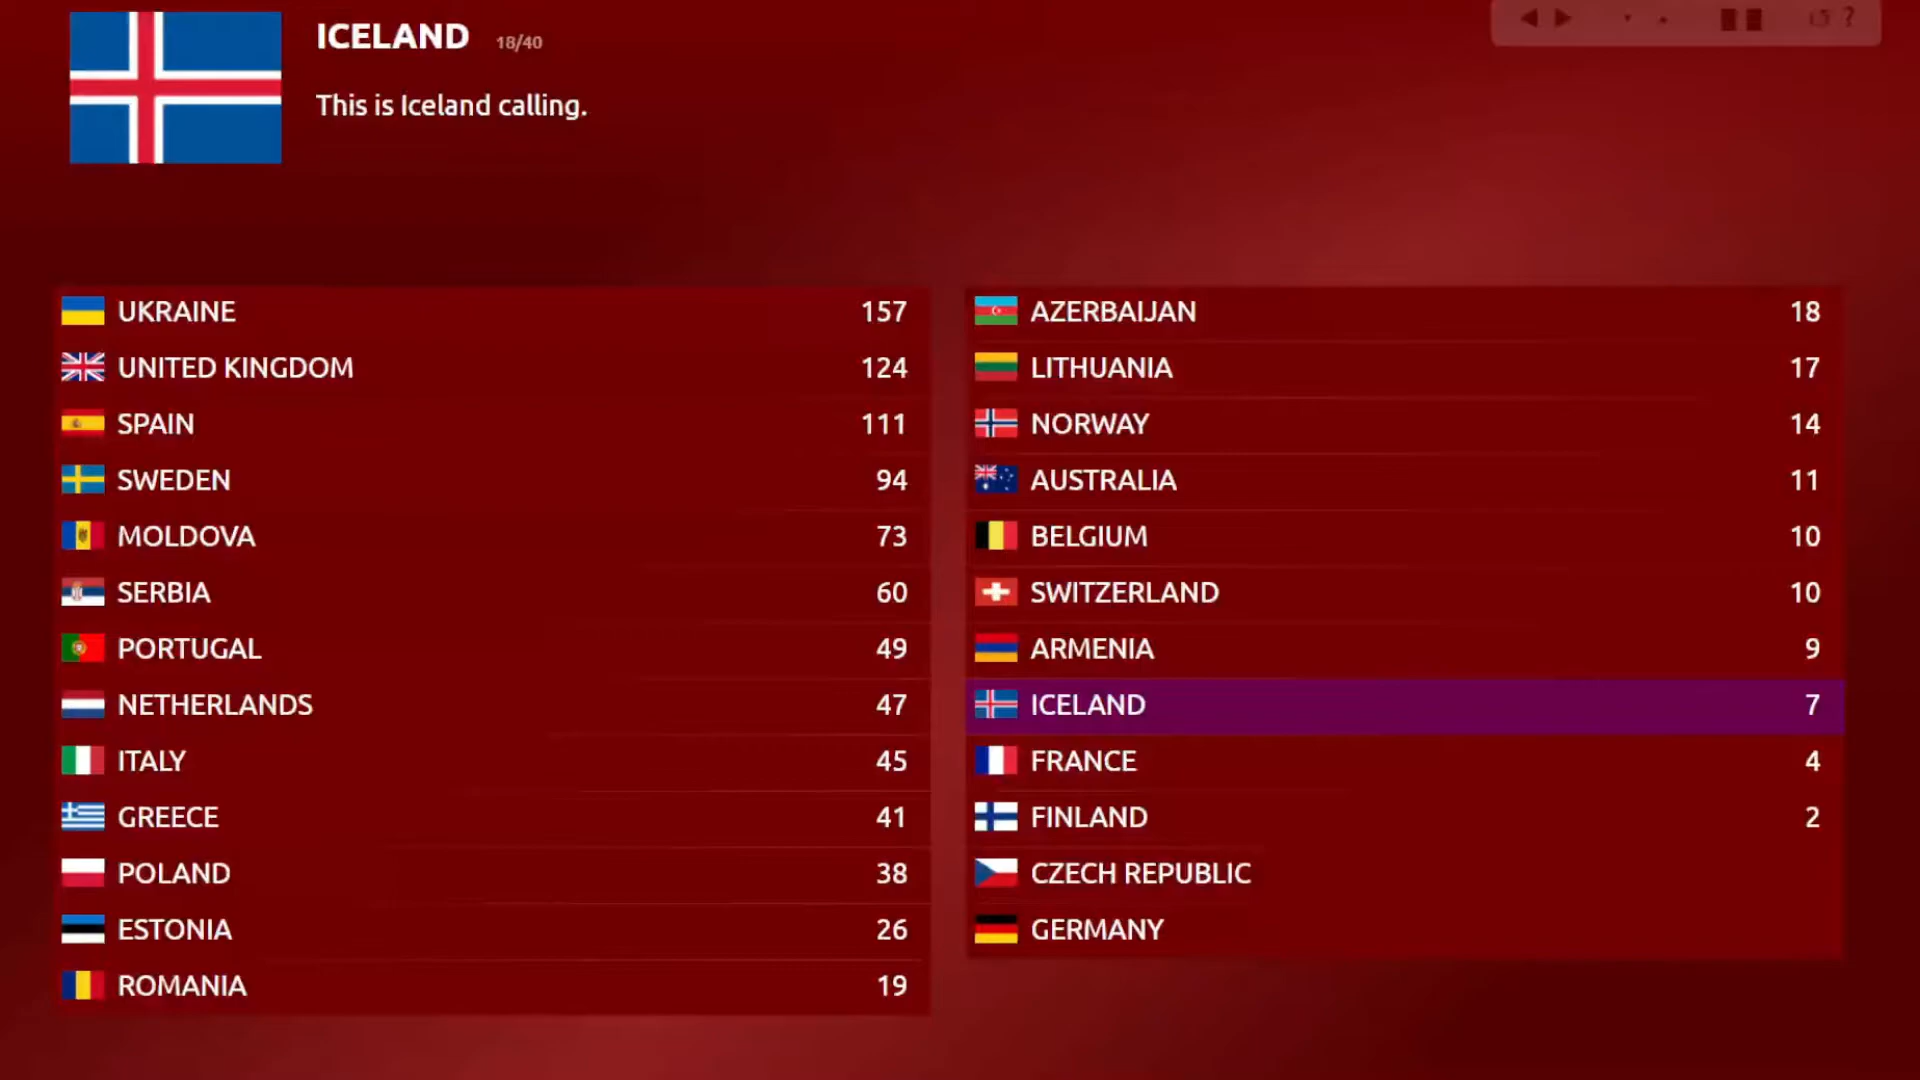 ICELAND 18/40
This is Iceland calling.
?
UKRAINE 157
UNITED KINGDOM 124
SPAIN 111
SWEDEN 94
MOLDOVA 73
SERBIA 60
PORTUGAL 49
NETHERLANDS 47
ITALY 45
GREECE 41
POLAND 38
ESTONIA 26
ROMANIA 19
AZERBAIJAN 18
LITHUANIA 17
NORWAY 14
AUSTRALIA 11
BELGIUM 10
SWITZERLAND 10
ARMENIA 9
ICELAND 7
FRANCE 4
FINLAND 2
CZECH REPUBLIC
GERMANY